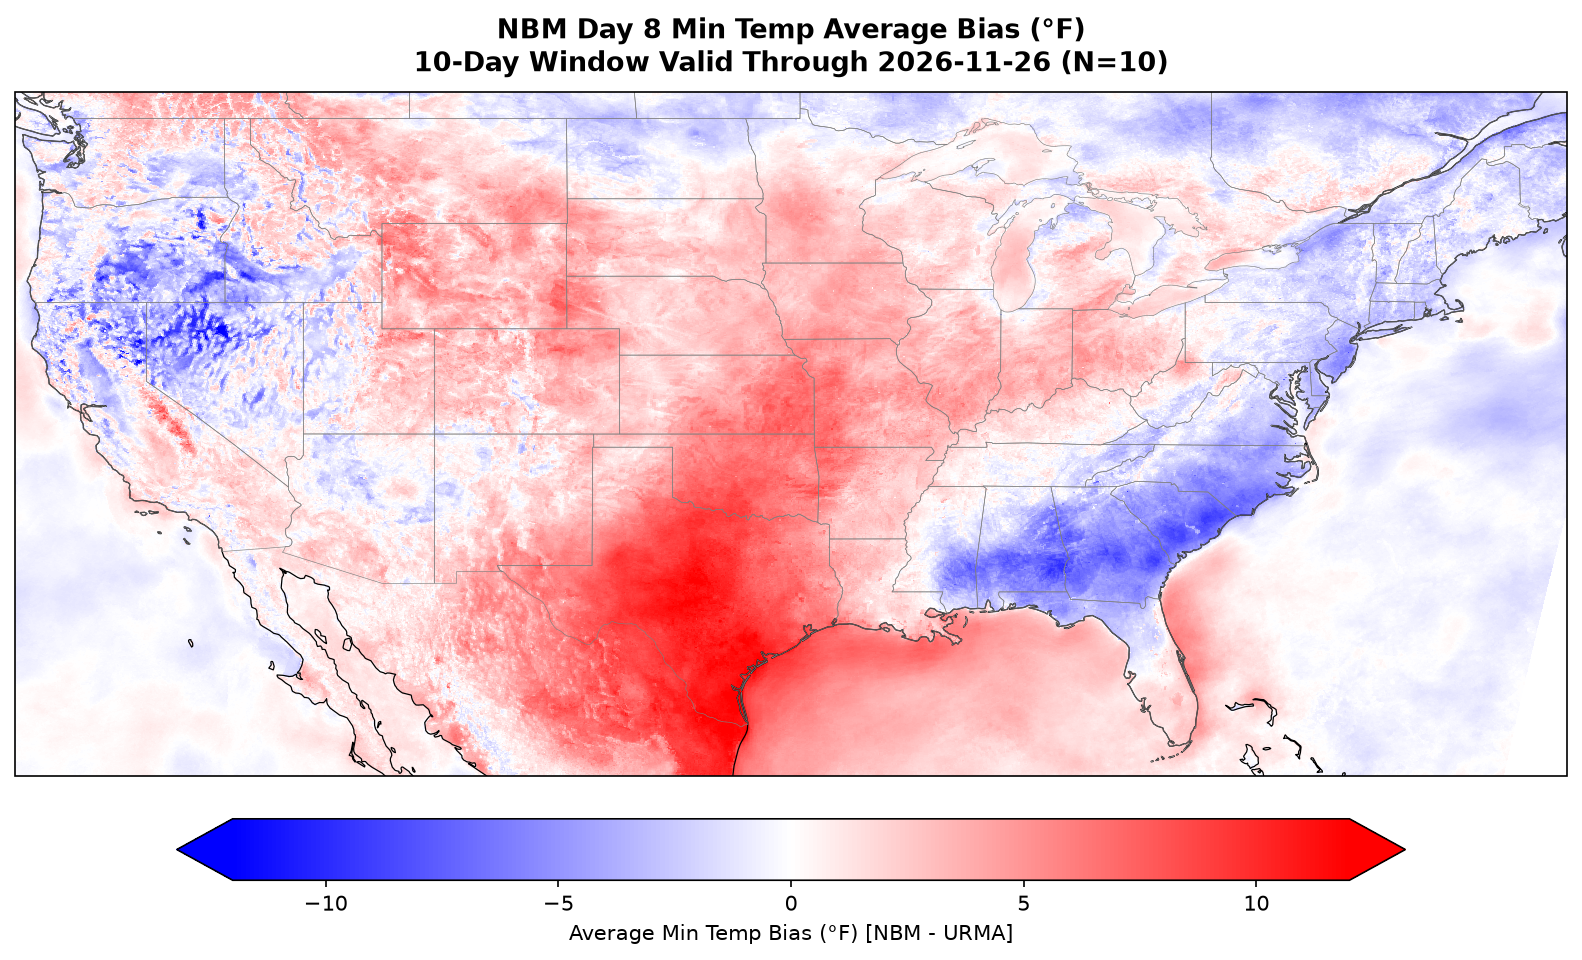 NBM Day 8 Min Temp Average Bias (°F)
10-Day Window Valid Through 2026-11-26 (N=10)
−10 −5 0 5 10
Average Min Temp Bias (°F) [NBM - URMA]